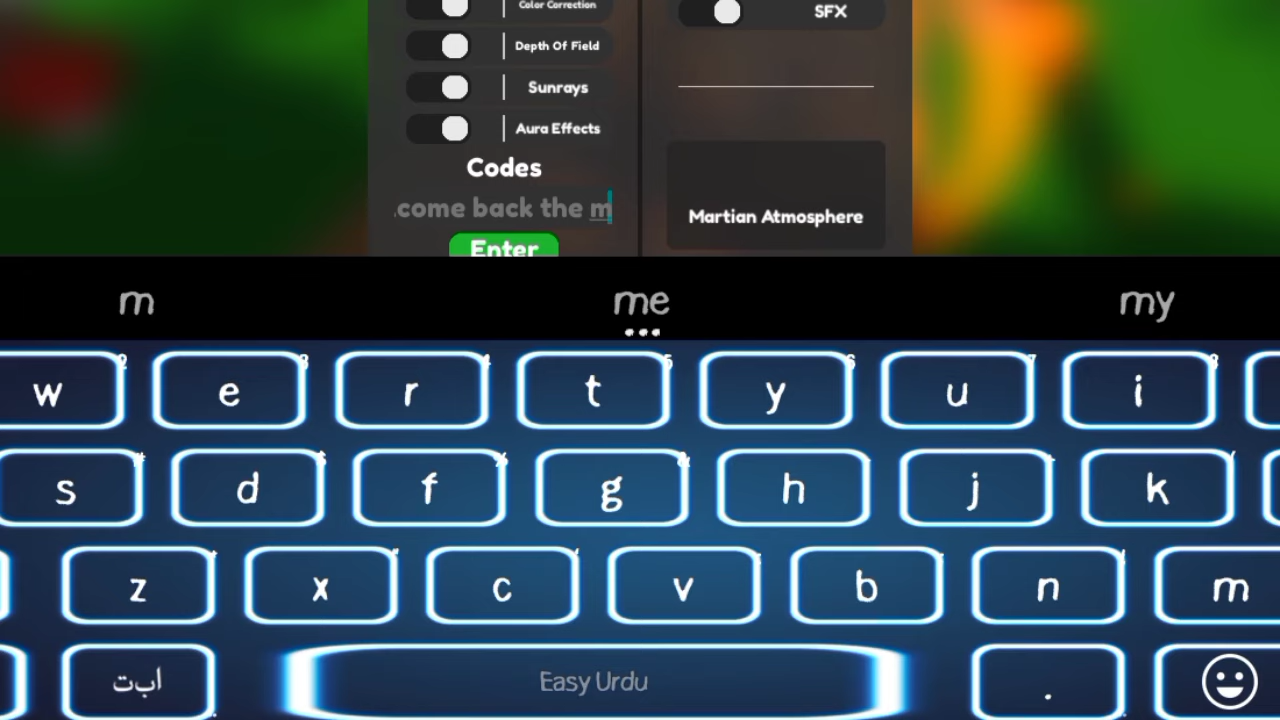 Color Correction
Depth Of Field
Sunrays
Aura Effects
Codes
come back the m
Enter
SFX
Martian Atmosphere
m
me
my
w e r t y u i
s d f g h j k
z x c v b n m
ابت
Easy Urdu
.